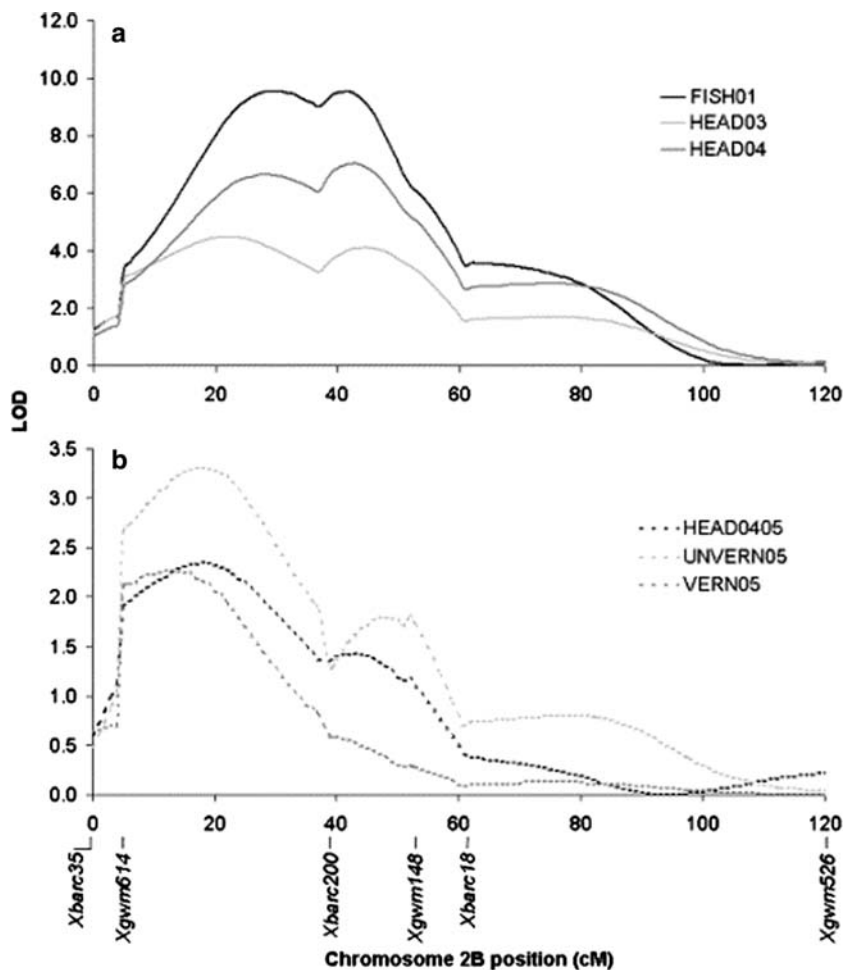 a
12.0
10.0
8.0
6.0
4.0
2.0
0.0
FISH01
HEAD03
HEAD04
0 20 40 60 80 100 120
LOD
b
3.5
3.0
2.5
2.0
1.5
1.0
0.5
0.0
HEAD0405
UNVERN05
VERN05
0 20 40 60 80 100 120
Xbarc35
Xgwm614
Xbarc200
Xgwm148
Xbarc18
Xgwm526
Chromosome 2B position (cM)